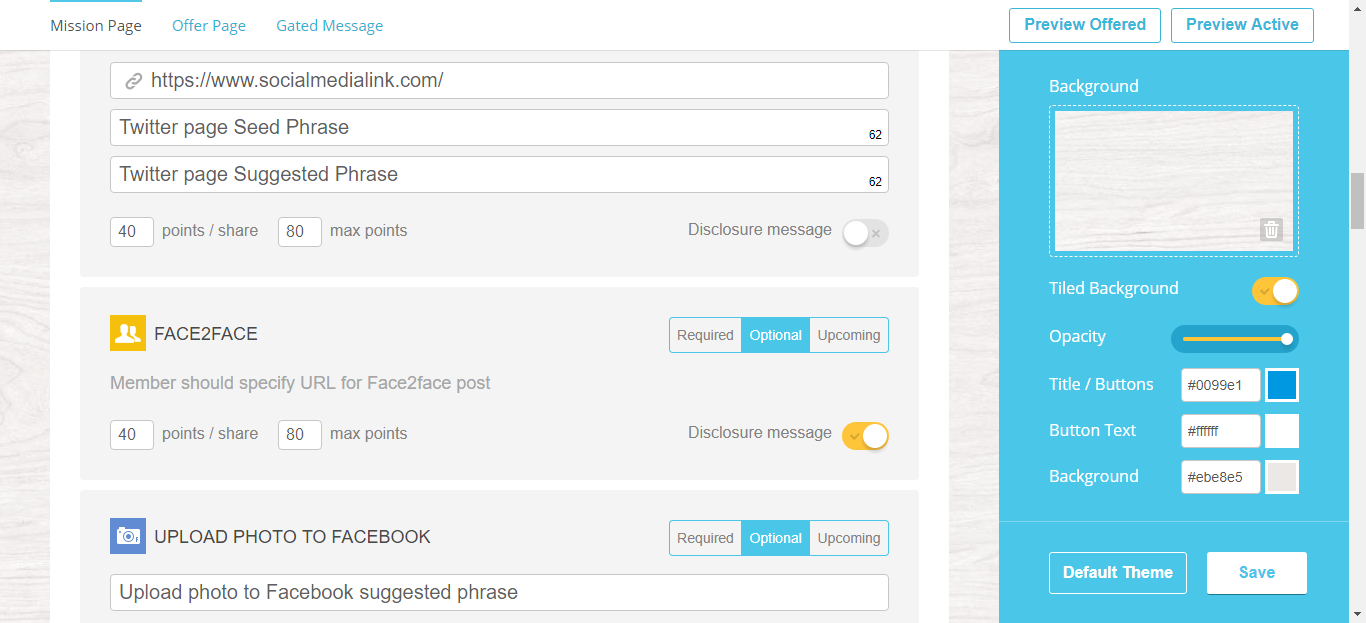 Mission Page
Offer Page
Gated Message
Preview Offered
Preview Active
https://www.socialmedialink.com/
Twitter page Seed Phrase
62
Twitter page Suggested Phrase
62
40 points / share 80 max points
Disclosure message
FACE2FACE
Required Optional Upcoming
Member should specify URL for Face2face post
40 points / share 80 max points
Disclosure message
UPLOAD PHOTO TO FACEBOOK
Required Optional Upcoming
Upload photo to Facebook suggested phrase
Background
Tiled Background
Opacity
Title / Buttons #0099e1
Button Text #ffffff
Background #ebe8e5
Default Theme
Save